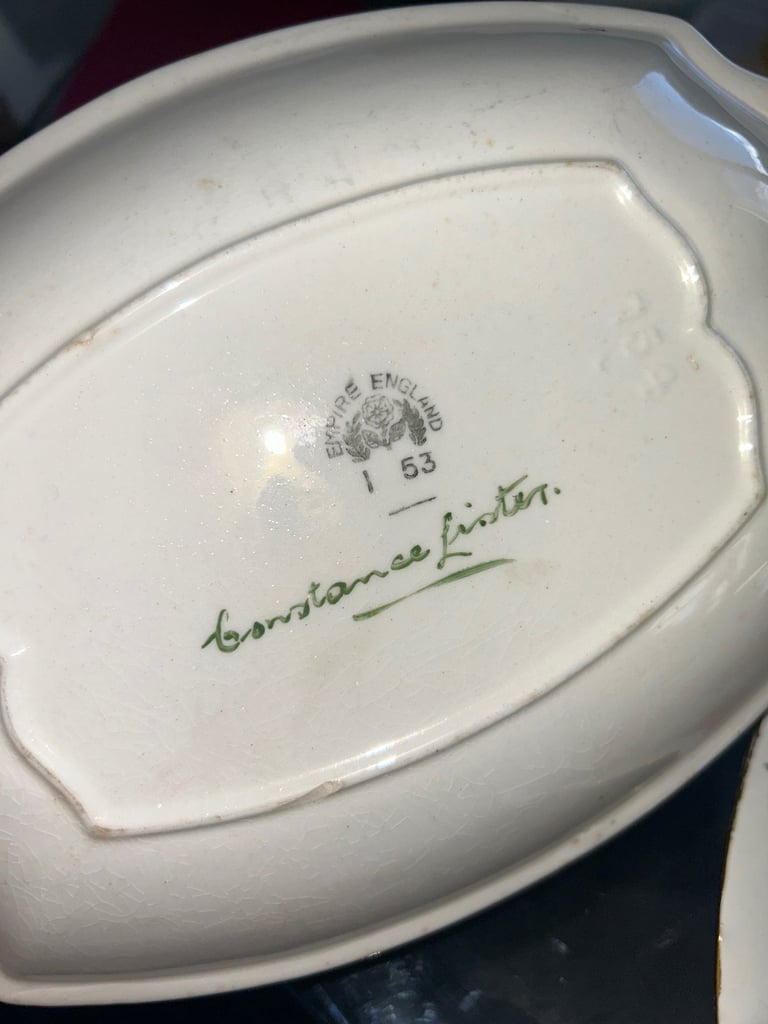 EMPIRE ENGLAND
1 53
Constance Lister.